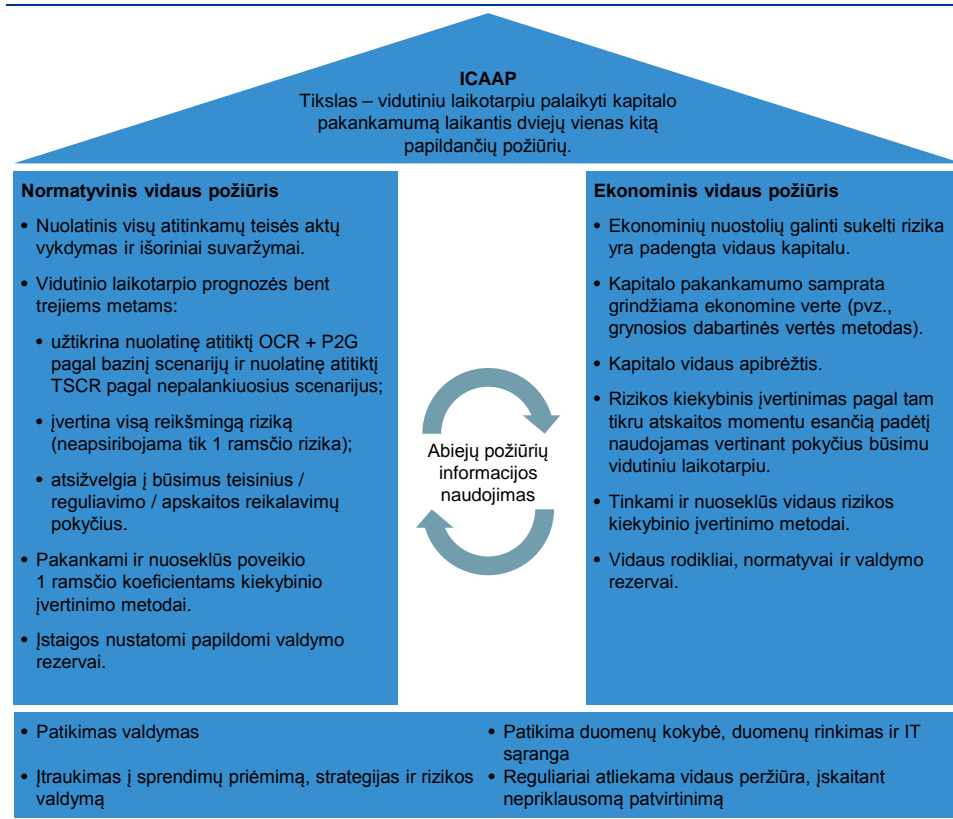 ICAAP
Tikslas – vidutiniu laikotarpiu palaikyti kapitalo
pakankamumą laikantis dviejų vienas kitą
papildančių požiūrių.
Normatyvinis vidaus požiūris
• Nuolatinis visų atitinkamų teisės aktų
vykdymas ir išoriniai suvaržymai.
• Vidutinio laikotarpio prognozės bent
trejiems metams:
• užtikrina nuolatinę atitiktį OCR + P2G
pagal bazinį scenarijų ir nuolatinę atitiktį
TSCR pagal nepalankiuosius scenarijus;
• įvertina visą reikšmingą riziką
(neapsiribojama tik 1 ramsčio rizika);
• atsižvelgia į būsimus teisinius /
reguliavimo / apskaitos reikalavimų
pokyčius.
• Pakankami ir nuoseklūs poveikio
1 ramsčio koeficientams kiekybinio
įvertinimo metodai.
• Įstaigos nustatomi papildomi valdymo
rezervai.
Abiejų požiūrių
informacijos
naudojimas
Ekonominis vidaus požiūris
• Ekonominių nuostolių galinti sukelti rizika
yra padengta vidaus kapitalu.
• Kapitalo pakankamumo samprata
grindžiama ekonomine verte (pvz.,
grynosios dabartinės vertės metodas).
• Kapitalo vidaus apibrėžtis.
• Rizikos kiekybinis įvertinimas pagal tam
tikru atskaitos momentu esančią padėtį
naudojamas vertinant pokyčius būsimu
vidutiniu laikotarpiu.
• Tinkami ir nuoseklūs vidaus rizikos
kiekybinio įvertinimo metodai.
• Vidaus rodikliai, normatyvai ir valdymo
rezervai.
• Patikimas valdymas
• Įtraukimas į sprendimų priėmimą, strategijas ir rizikos
valdymą
• Patikima duomenų kokybė, duomenų rinkimas ir IT
sąranga
• Reguliariai atliekama vidaus peržiūra, įskaitant
nepriklausomą patvirtinimą